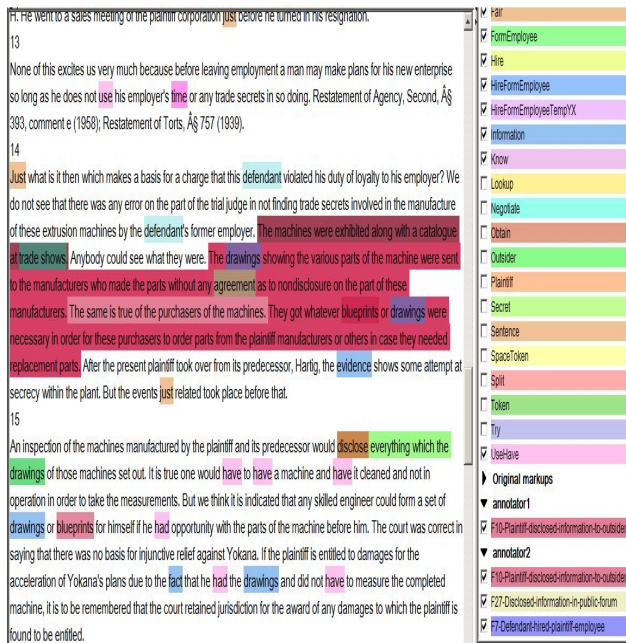 H. He went to a sales meeting of the plaintiff corporation just before he turned in his resignation.
13
None of this excites us very much because before leaving employment a man may make plans for his new enterprise
so long as he does not use his employer's time or any trade secrets in so doing. Restatement of Agency, Second, Â§
393, comment e (1958); Restatement of Torts, Â§ 757 (1939).
14
Just what is it then which makes a basis for a charge that this defendant violated his duty of loyalty to his employer? We
do not see that there was any error on the part of the trial judge in not finding trade secrets involved in the manufacture
of these extrusion machines by the defendant's former employer. The machines were exhibited along with a catalogue
at trade shows. Anybody could see what they were. The drawings showing the various parts of the machine were sent
to the manufacturers who made the parts without any agreement as to nondisclosure on the part of these
manufacturers. The same is true of the purchasers of the machines. They got whatever blueprints or drawings were
necessary in order for these purchasers to order parts from the plaintiff manufacturers or others in case they needed
replacement parts. After the present plaintiff took over from its predecessor, Hartig, the evidence shows some attempt at
secrecy within the plant. But the events just related took place before that.
15
An inspection of the machines manufactured by the plaintiff and its predecessor would disclose everything which the
drawings of those machines set out. It is true one would have to have a machine and have it cleaned and not in
operation in order to take the measurements. But we think it is indicated that any skilled engineer could form a set of
drawings or blueprints for himself if he had opportunity with the parts of the machine before him. The court was correct in
saying that there was no basis for injunctive relief against Yokana. If the plaintiff is entitled to damages for the
acceleration of Yokana's plans due to the fact that he had the drawings and did not have to measure the completed
machine, it is to be remembered that the court retained jurisdiction for the award of any damages to which the plaintiff is
found to be entitled.
Fair
FormEmployee
Hire
HireFormEmployee
HireFormEmployeeTempYX
Information
Know
Lookup
Negotiate
Obtain
Outsider
Plaintiff
Secret
Sentence
SpaceToken
Split
Token
Try
UseHave
Original markups
annotator1
F10-Plaintiff-disclosed-information-to-outsider
annotator2
F10-Plaintiff-disclosed-information-to-outsider
F27-Disclosed-information-in-public-forum
F7-Defendant-hired-plaintiff-employee